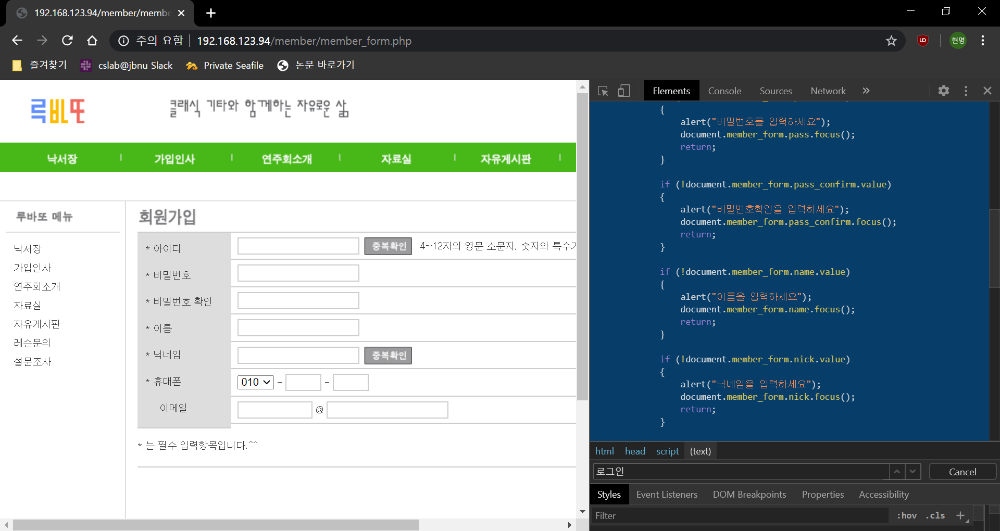 192.168.123.94/member/membe
주의 요함 192.168.123.94/member/member_form.php
현명
즐겨찾기 cslab@jbnu Slack Private Seafile 논문 바로가기
클래식 기타와 함께하는 자유로운 삶
낙서장 | 가입인사 | 연주회소개 | 자료실 | 자유게시판 |
루바또 메뉴
낙서장
가입인사
연주회소개
자료실
자유게시판
레슨문의
설문조사
회원가입
* 아이디 중복확인 4~12자의 영문 소문자, 숫자와 특수기
* 비밀번호
* 비밀번호 확인
* 이름
* 닉네임 중복확인
* 휴대폰 010 - -
이메일 @
* 는 필수 입력항목입니다.^^
Elements Console Sources Network »
{
alert("비밀번호를 입력하세요");
document.member_form.pass.focus();
return;
}
if (!document.member_form.pass_confirm.value)
{
alert("비밀번호확인을 입력하세요");
document.member_form.pass_confirm.focus();
return;
}
if (!document.member_form.name.value)
{
alert("이름을 입력하세요");
document.member_form.name.focus();
return;
}
if (!document.member_form.nick.value)
{
alert("닉네임을 입력하세요");
document.member_form.nick.focus();
return;
}
html head script (text)
로그인 Cancel
Styles Event Listeners DOM Breakpoints Properties Accessibility
Filter :hov .cls +